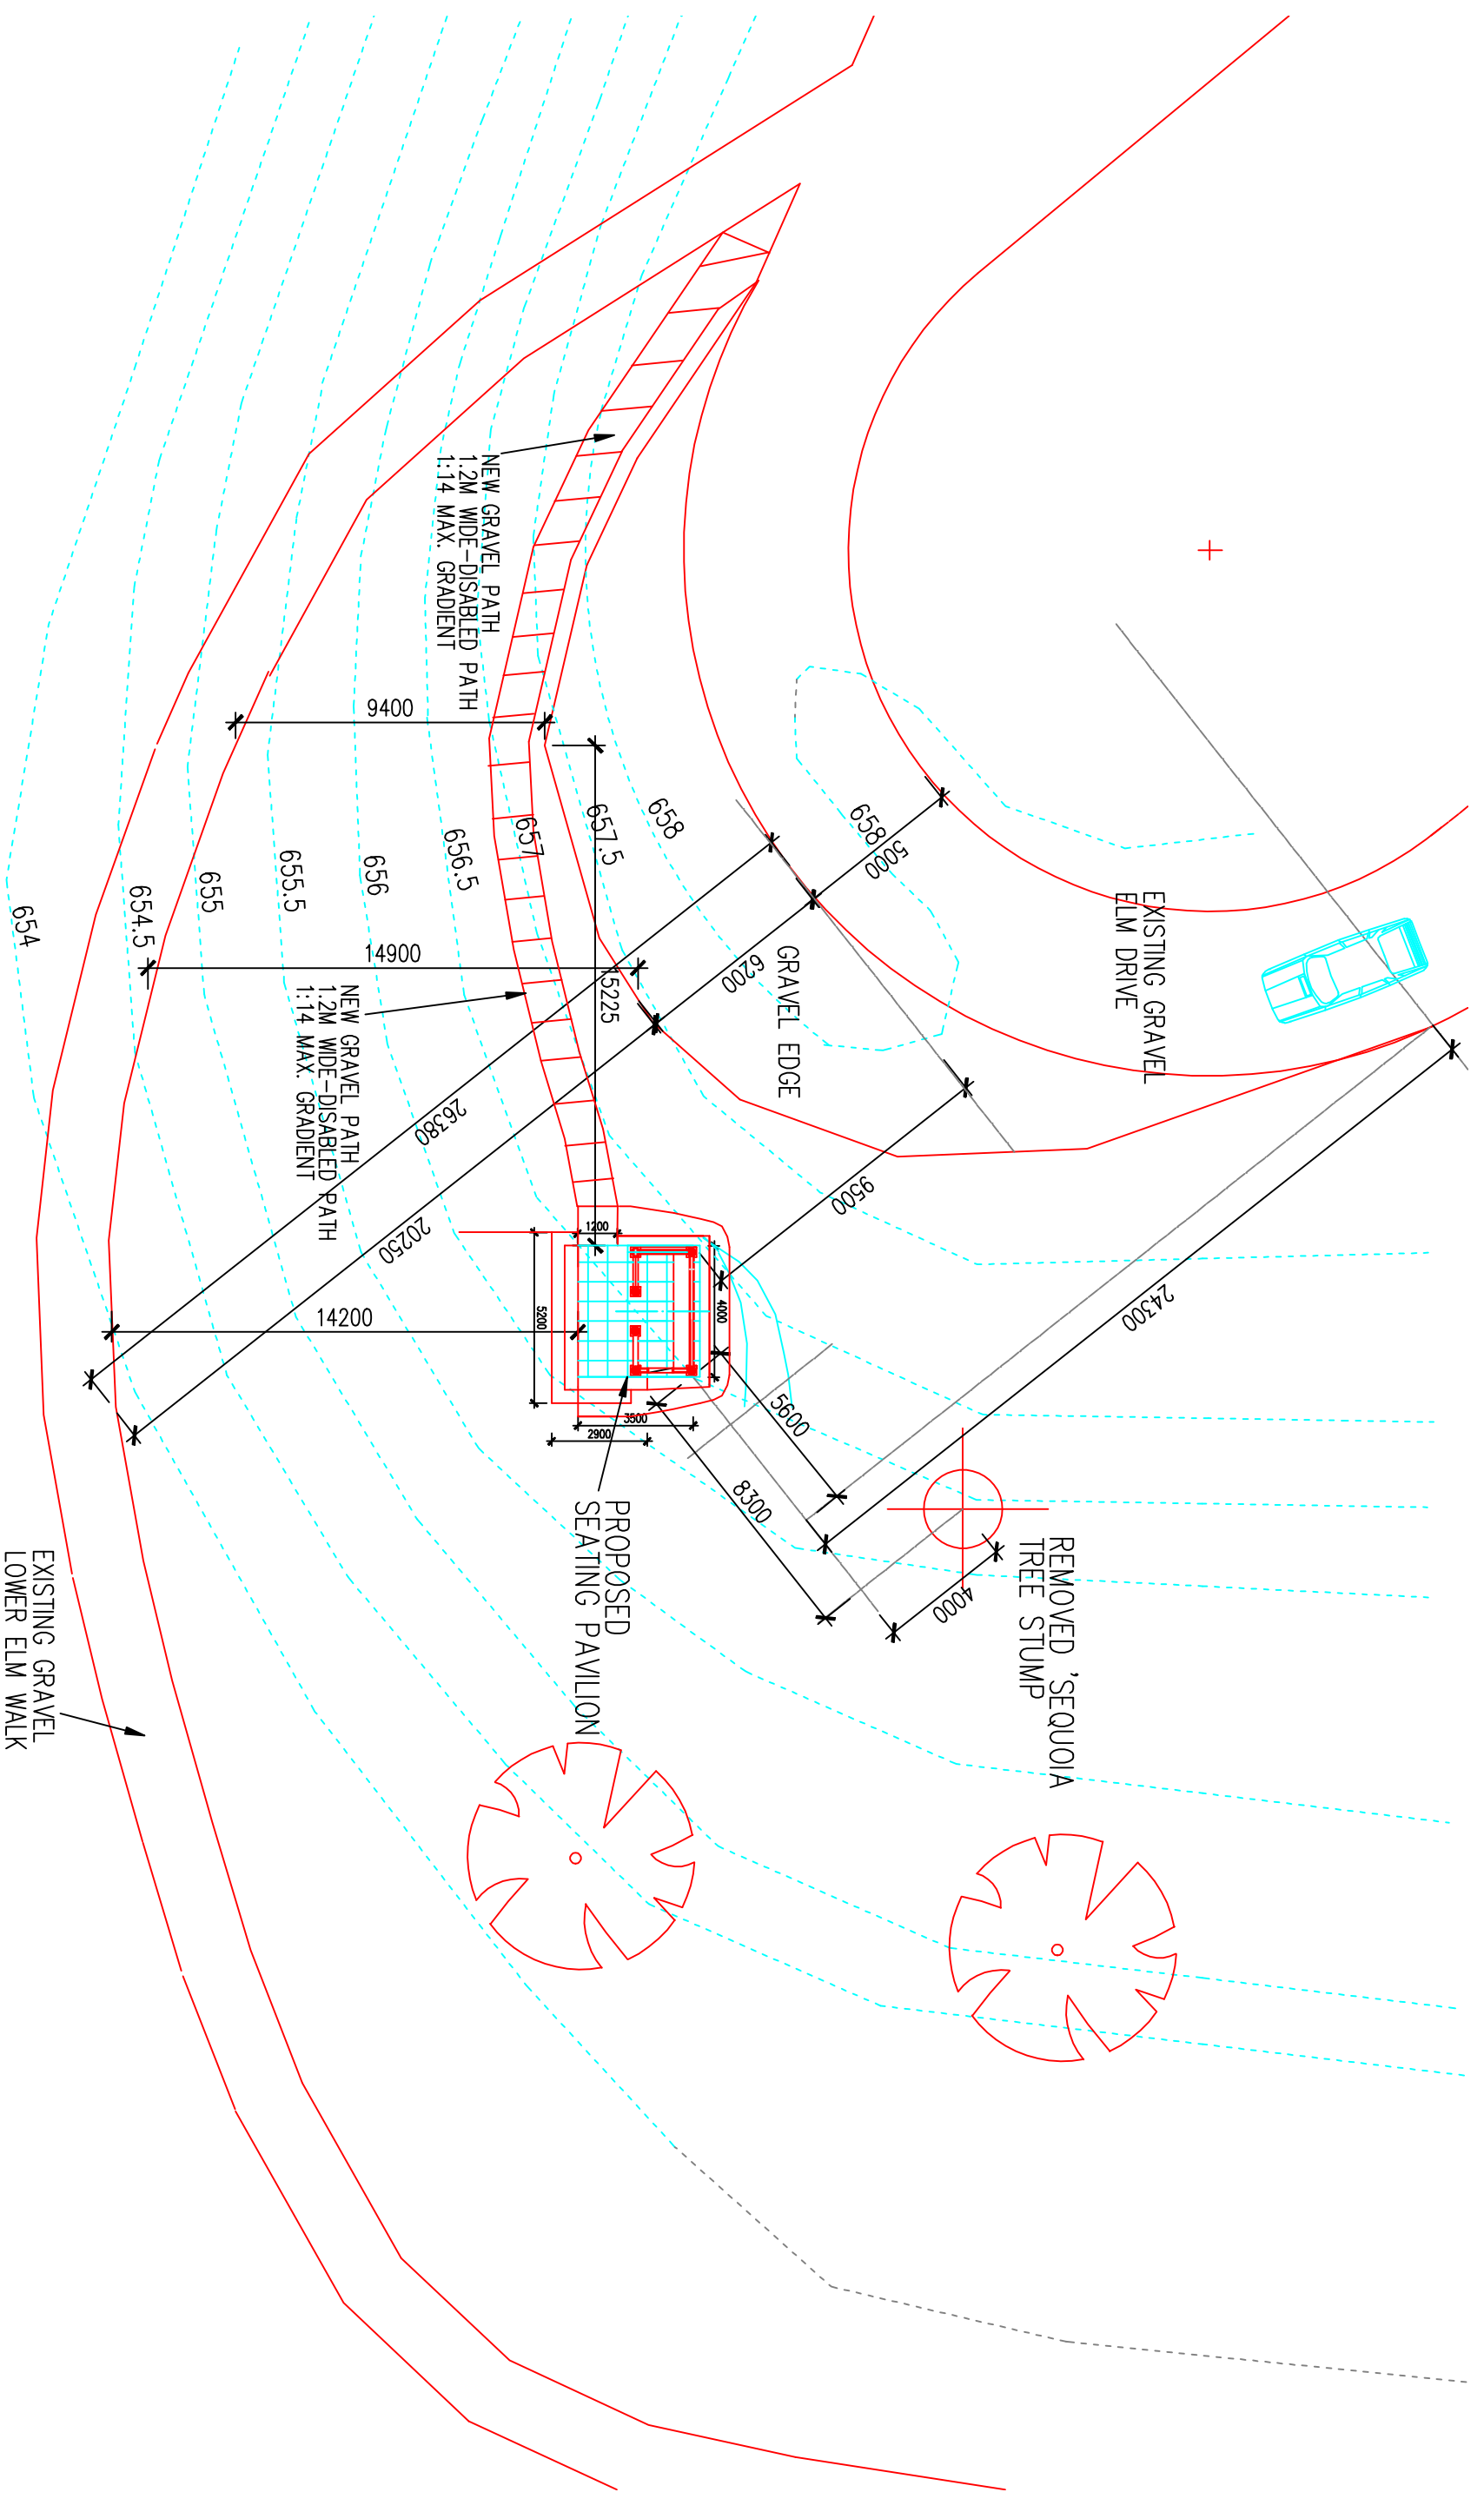 NEW GRAVEL PATH
1.2M WIDE-DISABLED PATH
1:14 MAX. GRADIENT
9400
658
658
5000
657.5
657
656.5
656
655.5
655
654.5
654
EXISTING GRAVEL
ELM DRIVE
GRAVEL EDGE
6200
14900
15225
NEW GRAVEL PATH
1.2M WIDE-DISABLED PATH
1:14 MAX. GRADIENT
26380
20250
9500
24300
14200
1200
5200
4000
3500
2900
5600
8300
4000
PROPOSED
SEATING PAVILION
REMOVED 'SEQUOIA
TREE STUMP
EXISTING GRAVEL
LOWER ELM WALK